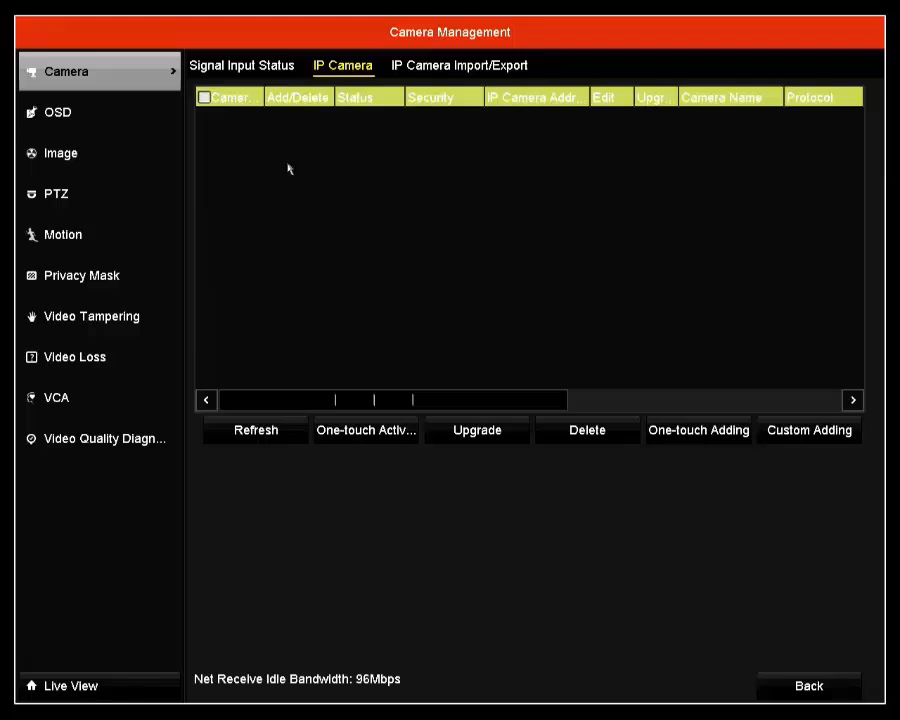 Camera Management
Camera
OSD
Image
PTZ
Motion
Privacy Mask
Video Tampering
Video Loss
VCA
Video Quality Diagn...
Live View
Signal Input Status IP Camera IP Camera Import/Export
Camer... Add/Delete Status Security IP Camera Addr... Edit Upgr... Camera Name Protocol
Refresh One-touch Activ... Upgrade Delete One-touch Adding Custom Adding
Net Receive Idle Bandwidth: 96Mbps
Back